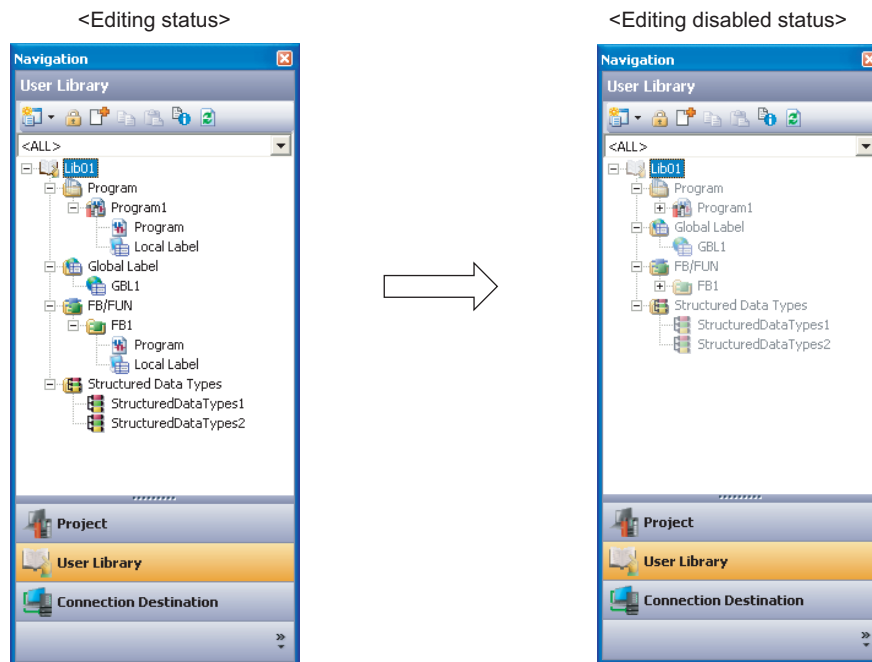 <Editing status>
Navigation
User Library
<ALL>
Lib01
Program
Program1
Program
Local Label
Global Label
GBL1
FB/FUN
FB1
Program
Local Label
Structured Data Types
StructuredDataTypes1
StructuredDataTypes2
Project
User Library
Connection Destination
<Editing disabled status>
Navigation
User Library
<ALL>
Lib01
Program
Program1
Global Label
GBL1
FB/FUN
FB1
Structured Data Types
StructuredDataTypes1
StructuredDataTypes2
Project
User Library
Connection Destination